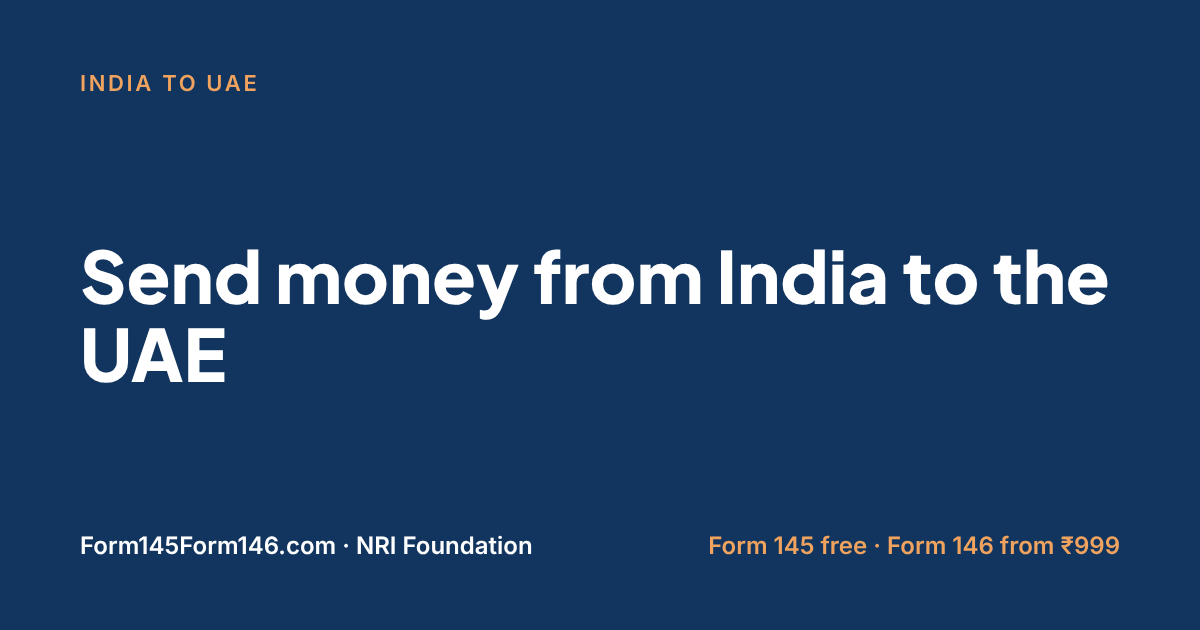 INDIA TO UAE
Send money from India to the
UAE
Form145Form146.com · NRI Foundation
Form 145 free · Form 146 from ₹999